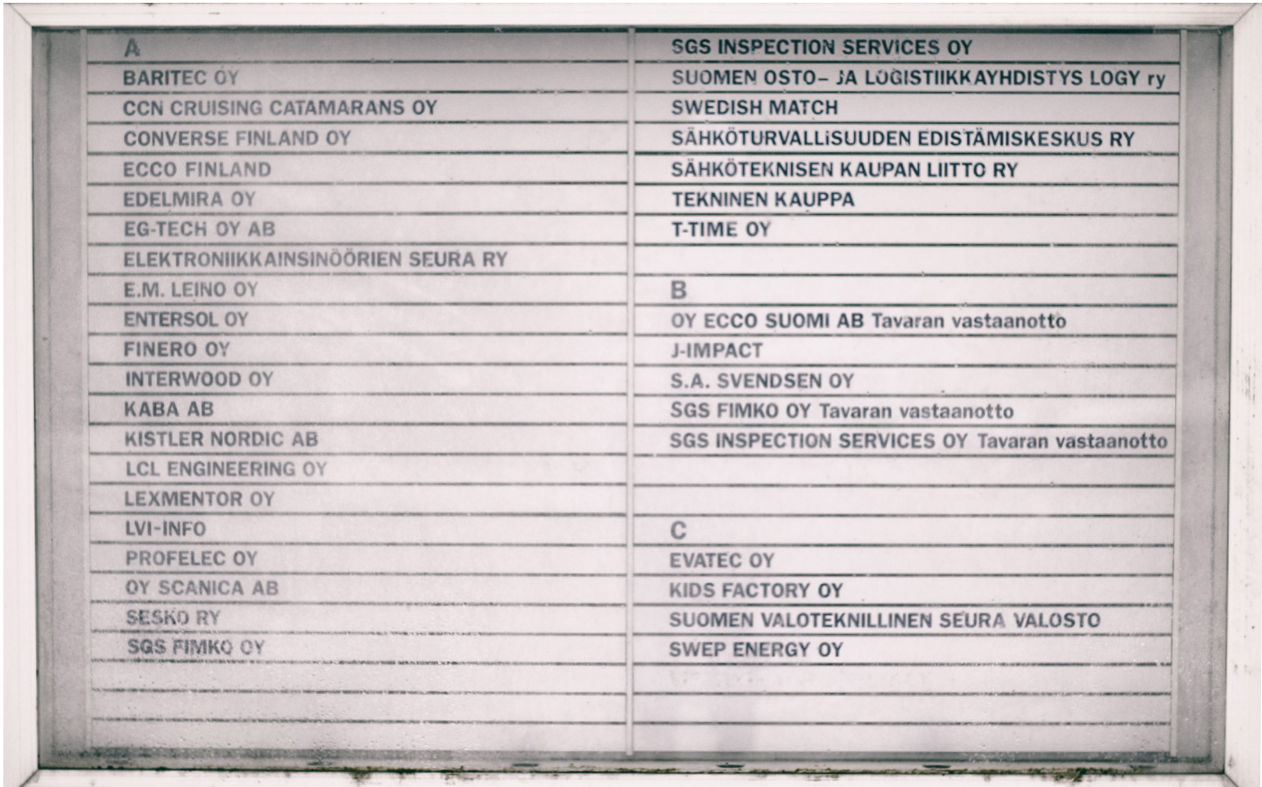 A
BARITEC OY
CCN CRUISING CATAMARANS OY
CONVERSE FINLAND OY
ECCO FINLAND
EDELMIRA OY
EG-TECH OY AB
ELEKTRONIIKKAINSINÖÖRIEN SEURA RY
E.M. LEINO OY
ENTERSOL OY
FINERO OY
INTERWOOD OY
KABA AB
KISTLER NORDIC AB
LCL ENGINEERING OY
LEXMENTOR OY
LVI-INFO
PROFELEC OY
OY SCANICA AB
SESKO RY
SGS FIMKO OY
SGS INSPECTION SERVICES OY
SUOMEN OSTO- JA LOGISTIIKKAYHDISTYS LOGY ry
SWEDISH MATCH
SÄHKÖTURVALLISUUDEN EDISTÄMISKESKUS RY
SÄHKÖTEKNISEN KAUPAN LIITTO RY
TEKNINEN KAUPPA
T-TIME OY
B
OY ECCO SUOMI AB Tavaran vastaanotto
J-IMPACT
S.A. SVENDSEN OY
SGS FIMKO OY Tavaran vastaanotto
SGS INSPECTION SERVICES OY Tavaran vastaanotto
C
EVATEC OY
KIDS FACTORY OY
SUOMEN VALOTEKNILLINEN SEURA VALOSTO
SWEP ENERGY OY